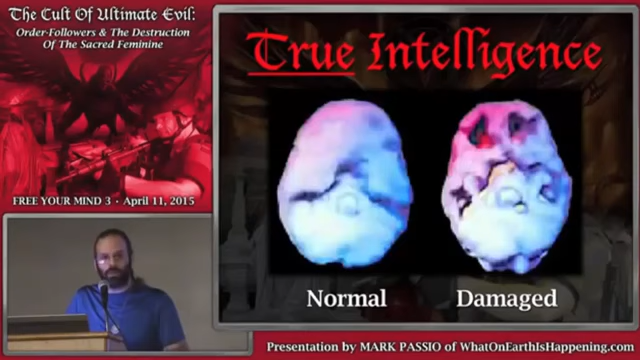 The Cult Of Ultimate Evil:
Order-Followers & The Destruction
Of The Sacred Feminine
FREE YOUR MIND 3 • April 11, 2015
True Intelligence
Normal
Damaged
Presentation by MARK PASSIO of WhatOnEarthIsHappening.com